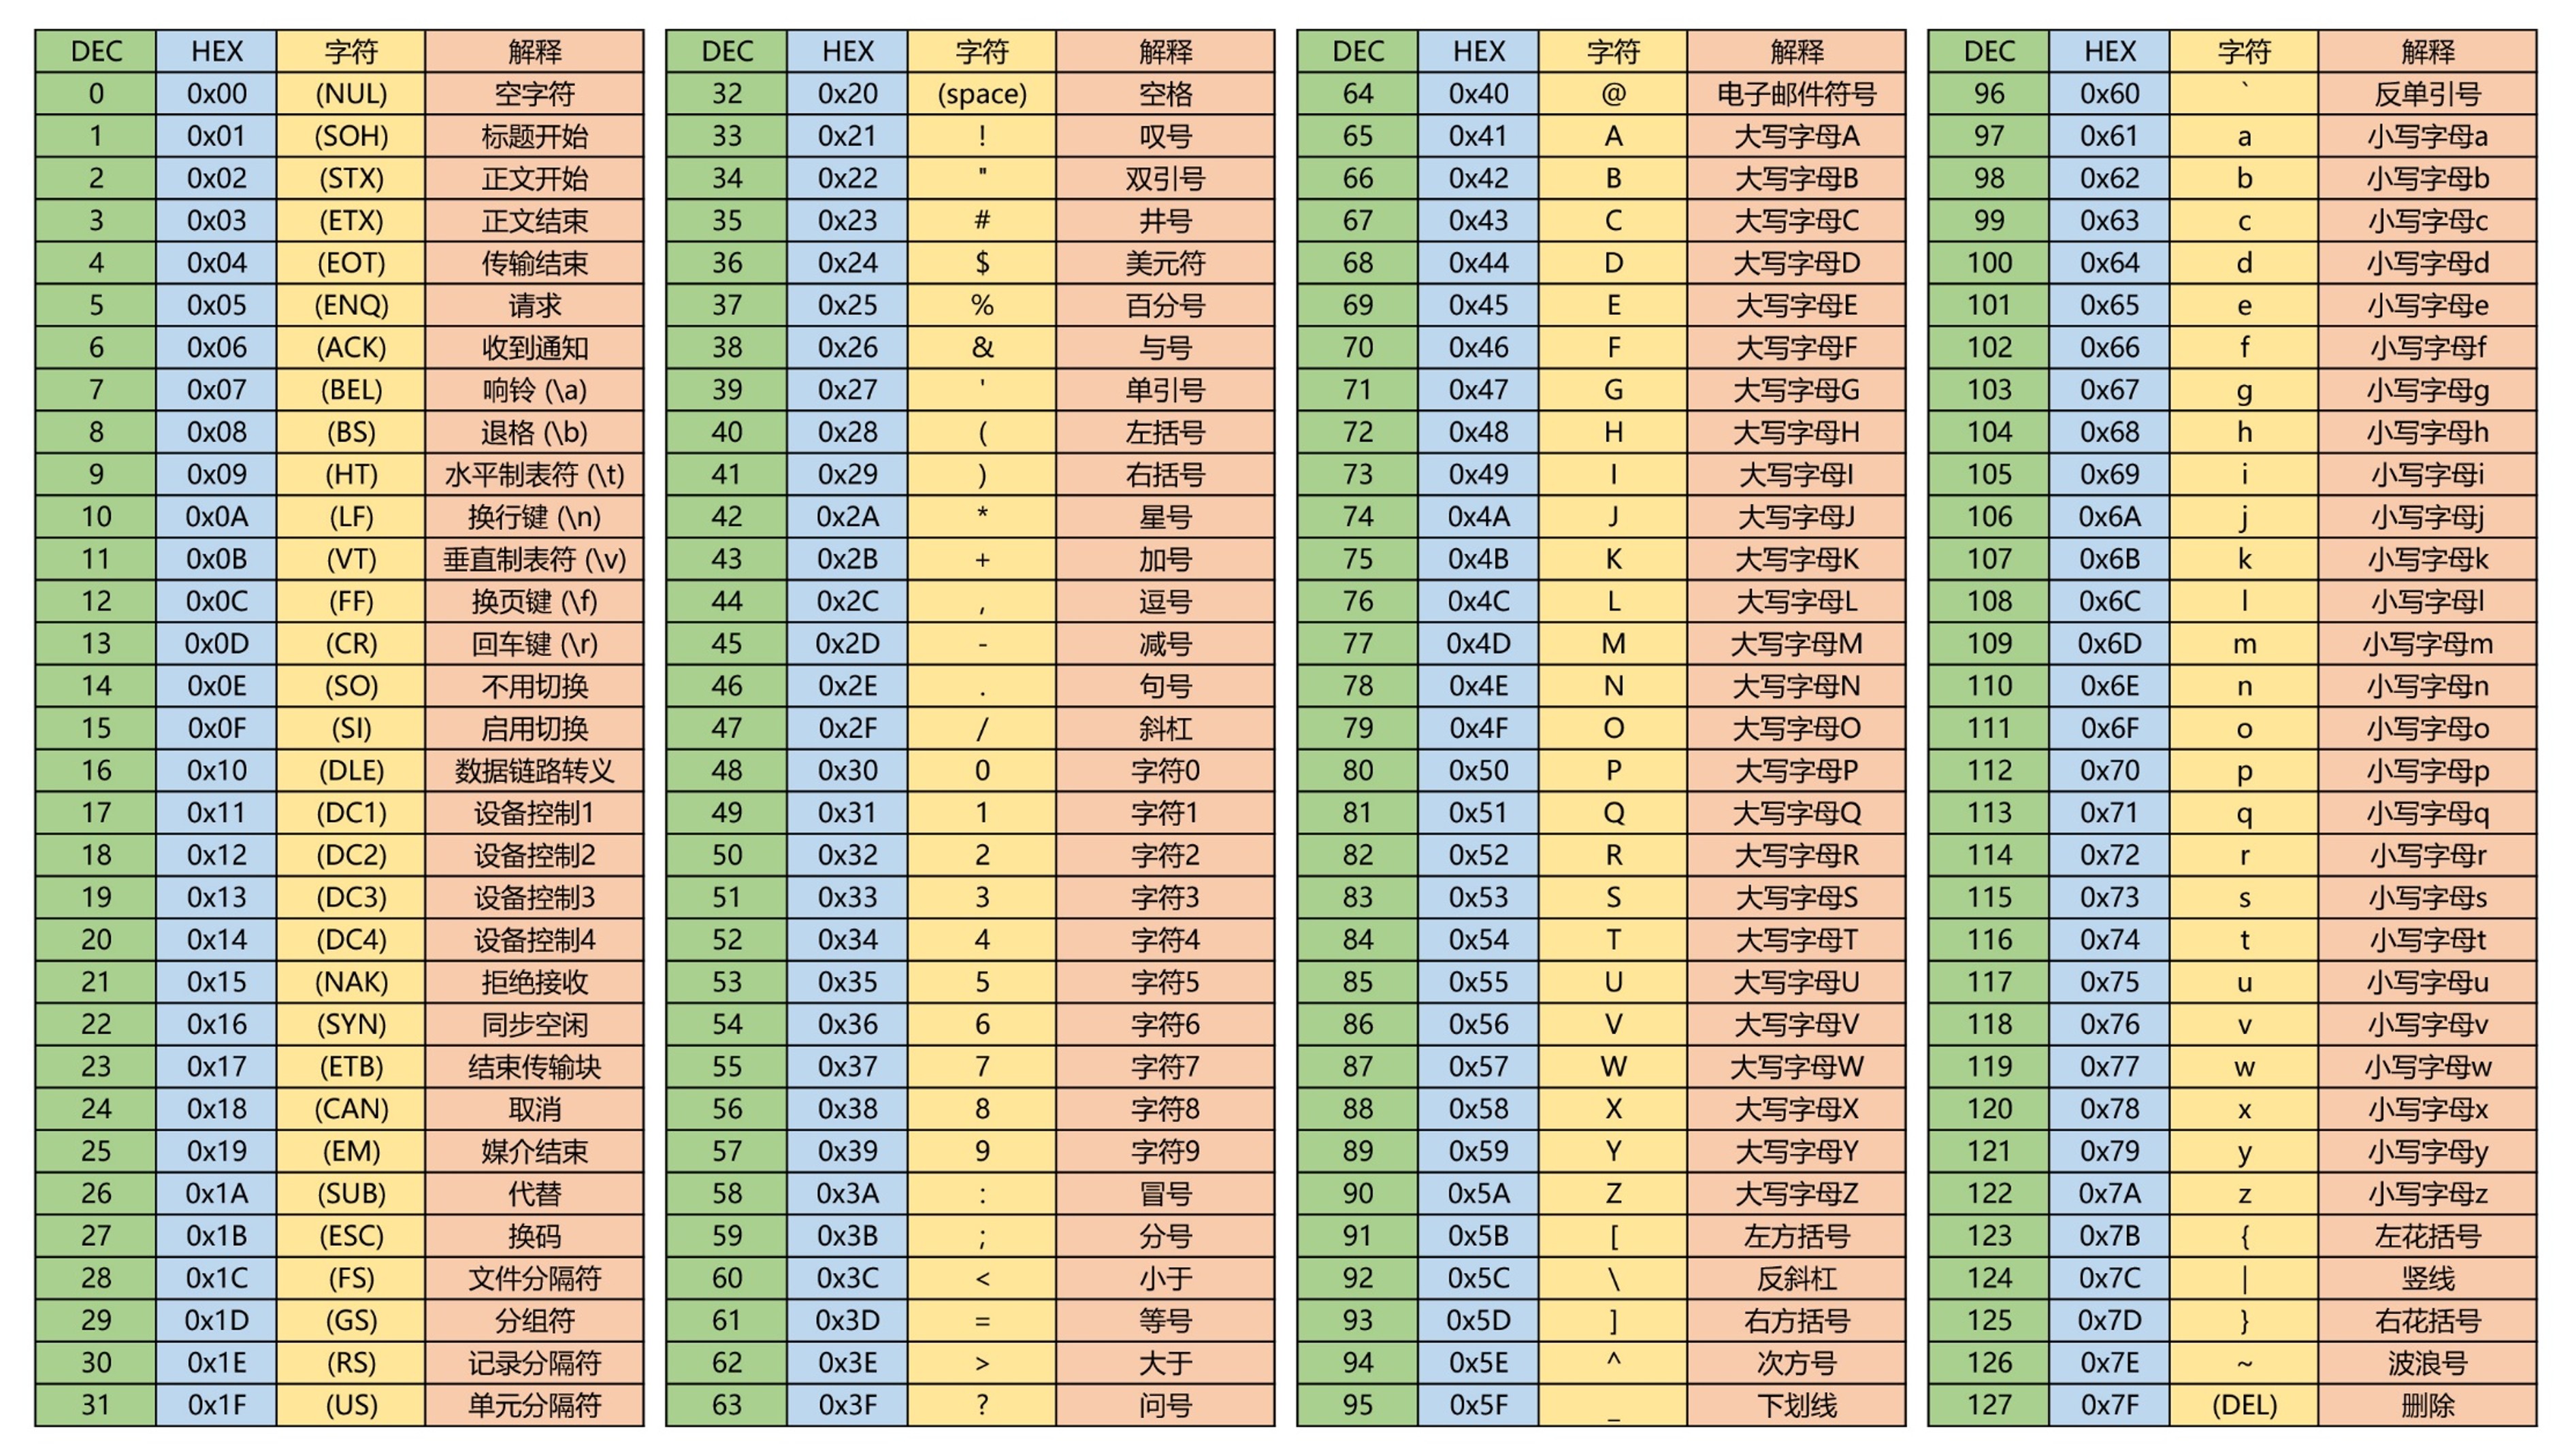 DEC HEX 字符 解释 DEC HEX 字符 解释 DEC HEX 字符 解释 DEC HEX 字符 解释
0 0x00 (NUL) 空字符 32 0x20 (space) 空格 64 0x40 @ 电子邮件符号 96 0x60 ` 反单引号
1 0x01 (SOH) 标题开始 33 0x21 ! 叹号 65 0x41 A 大写字母A 97 0x61 a 小写字母a
2 0x02 (STX) 正文开始 34 0x22 " 双引号 66 0x42 B 大写字母B 98 0x62 b 小写字母b
3 0x03 (ETX) 正文结束 35 0x23 # 井号 67 0x43 C 大写字母C 99 0x63 c 小写字母c
4 0x04 (EOT) 传输结束 36 0x24 $ 美元符 68 0x44 D 大写字母D 100 0x64 d 小写字母d
5 0x05 (ENQ) 请求 37 0x25 % 百分号 69 0x45 E 大写字母E 101 0x65 e 小写字母e
6 0x06 (ACK) 收到通知 38 0x26 & 与号 70 0x46 F 大写字母F 102 0x66 f 小写字母f
7 0x07 (BEL) 响铃 (\a) 39 0x27 ' 单引号 71 0x47 G 大写字母G 103 0x67 g 小写字母g
8 0x08 (BS) 退格 (\b) 40 0x28 ( 左括号 72 0x48 H 大写字母H 104 0x68 h 小写字母h
9 0x09 (HT) 水平制表符 (\t) 41 0x29 ) 右括号 73 0x49 I 大写字母I 105 0x69 i 小写字母i
10 0x0A (LF) 换行键 (\n) 42 0x2A * 星号 74 0x4A J 大写字母J 106 0x6A j 小写字母j
11 0x0B (VT) 垂直制表符 (\v) 43 0x2B + 加号 75 0x4B K 大写字母K 107 0x6B k 小写字母k
12 0x0C (FF) 换页键 (\f) 44 0x2C , 逗号 76 0x4C L 大写字母L 108 0x6C l 小写字母l
13 0x0D (CR) 回车键 (\r) 45 0x2D - 减号 77 0x4D M 大写字母M 109 0x6D m 小写字母m
14 0x0E (SO) 不用切换 46 0x2E . 句号 78 0x4E N 大写字母N 110 0x6E n 小写字母n
15 0x0F (SI) 启用切换 47 0x2F / 斜杠 79 0x4F O 大写字母O 111 0x6F o 小写字母o
16 0x10 (DLE) 数据链路转义 48 0x30 0 字符0 80 0x50 P 大写字母P 112 0x70 p 小写字母p
17 0x11 (DC1) 设备控制1 49 0x31 1 字符1 81 0x51 Q 大写字母Q 113 0x71 q 小写字母q
18 0x12 (DC2) 设备控制2 50 0x32 2 字符2 82 0x52 R 大写字母R 114 0x72 r 小写字母r
19 0x13 (DC3) 设备控制3 51 0x33 3 字符3 83 0x53 S 大写字母S 115 0x73 s 小写字母s
20 0x14 (DC4) 设备控制4 52 0x34 4 字符4 84 0x54 T 大写字母T 116 0x74 t 小写字母t
21 0x15 (NAK) 拒绝接收 53 0x35 5 字符5 85 0x55 U 大写字母U 117 0x75 u 小写字母u
22 0x16 (SYN) 同步空闲 54 0x36 6 字符6 86 0x56 V 大写字母V 118 0x76 v 小写字母v
23 0x17 (ETB) 结束传输块 55 0x37 7 字符7 87 0x57 W 大写字母W 119 0x77 w 小写字母w
24 0x18 (CAN) 取消 56 0x38 8 字符8 88 0x58 X 大写字母X 120 0x78 x 小写字母x
25 0x19 (EM) 媒介结束 57 0x39 9 字符9 89 0x59 Y 大写字母Y 121 0x79 y 小写字母y
26 0x1A (SUB) 代替 58 0x3A : 冒号 90 0x5A Z 大写字母Z 122 0x7A z 小写字母z
27 0x1B (ESC) 换码 59 0x3B ; 分号 91 0x5B [ 左方括号 123 0x7B { 左花括号
28 0x1C (FS) 文件分隔符 60 0x3C < 小于 92 0x5C \ 反斜杠 124 0x7C | 竖线
29 0x1D (GS) 分组符 61 0x3D = 等号 93 0x5D ] 右方括号 125 0x7D } 右花括号
30 0x1E (RS) 记录分隔符 62 0x3E > 大于 94 0x5E ^ 次方号 126 0x7E ~ 波浪号
31 0x1F (US) 单元分隔符 63 0x3F ? 问号 95 0x5F _ 下划线 127 0x7F (DEL) 删除